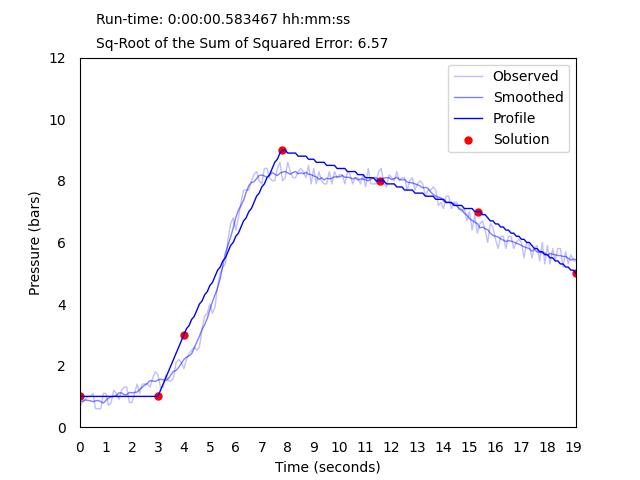 Run-time: 0:00:00.583467 hh:mm:ss
Sq-Root of the Sum of Squared Error: 6.57
Observed
Smoothed
Profile
Solution
Pressure (bars)
12
10
8
6
4
2
0
0 1 2 3 4 5 6 7 8 9 10 11 12 13 14 15 16 17 18 19
Time (seconds)